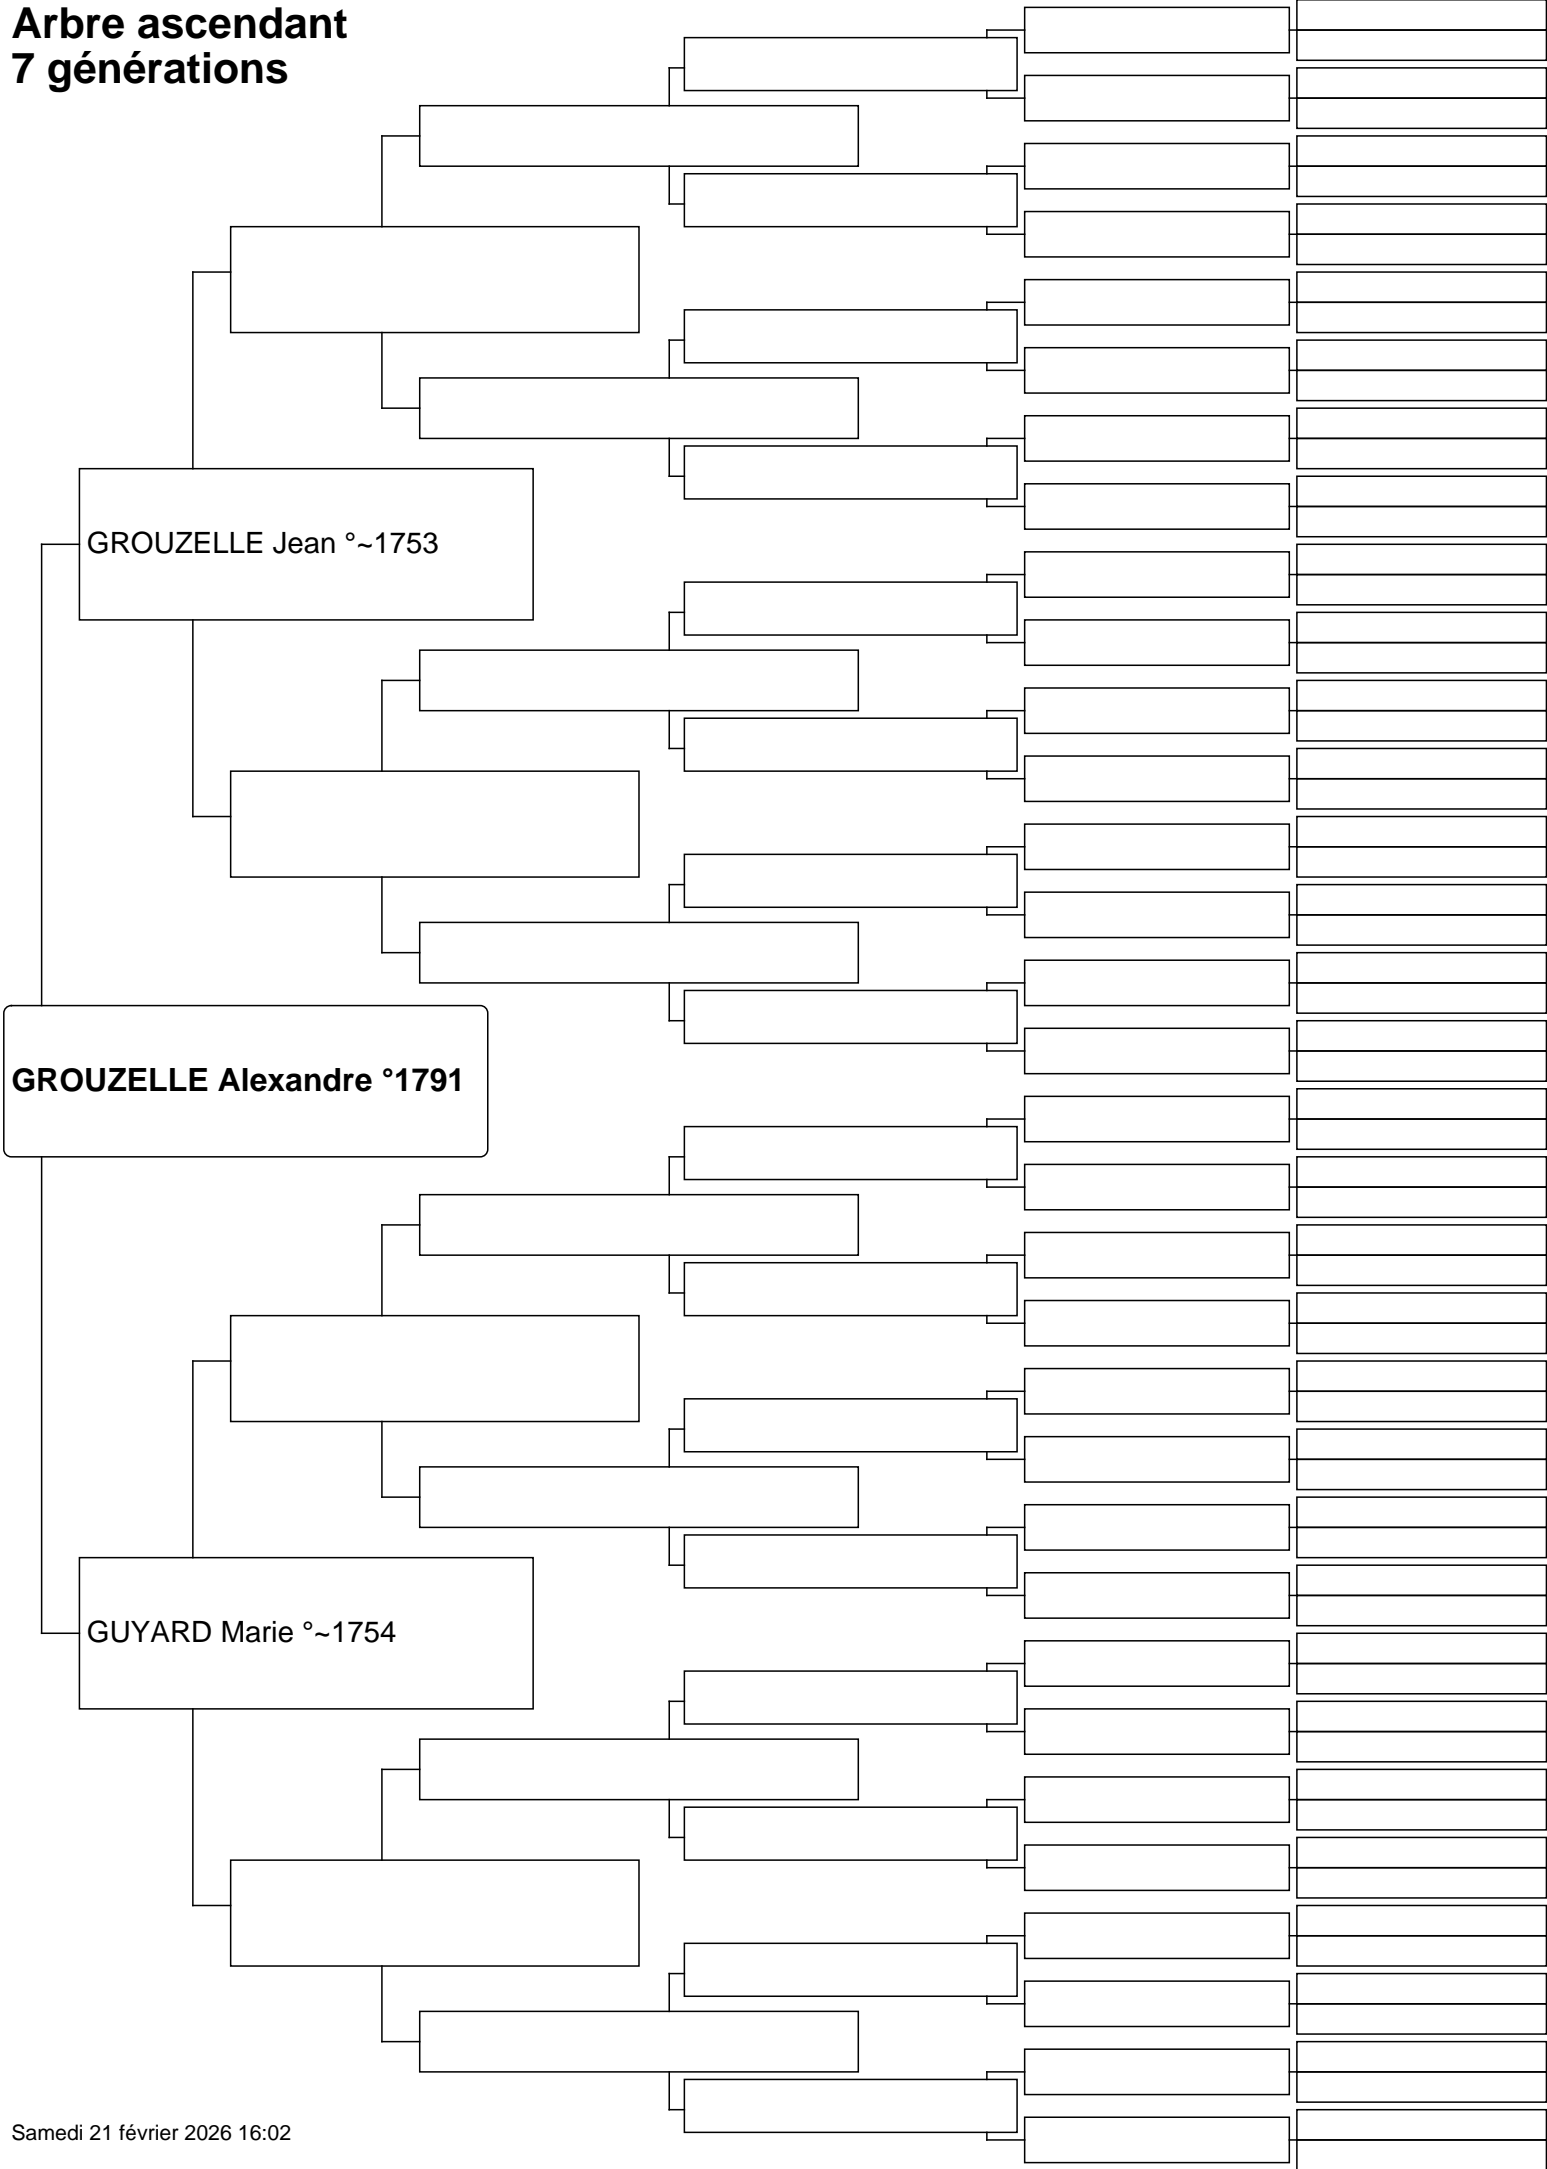 Arbre ascendant
7 générations
GROUZELLE Jean °~1753
GROUZELLE Alexandre °1791
GUYARD Marie °~1754
Samedi 21 février 2026 16:02